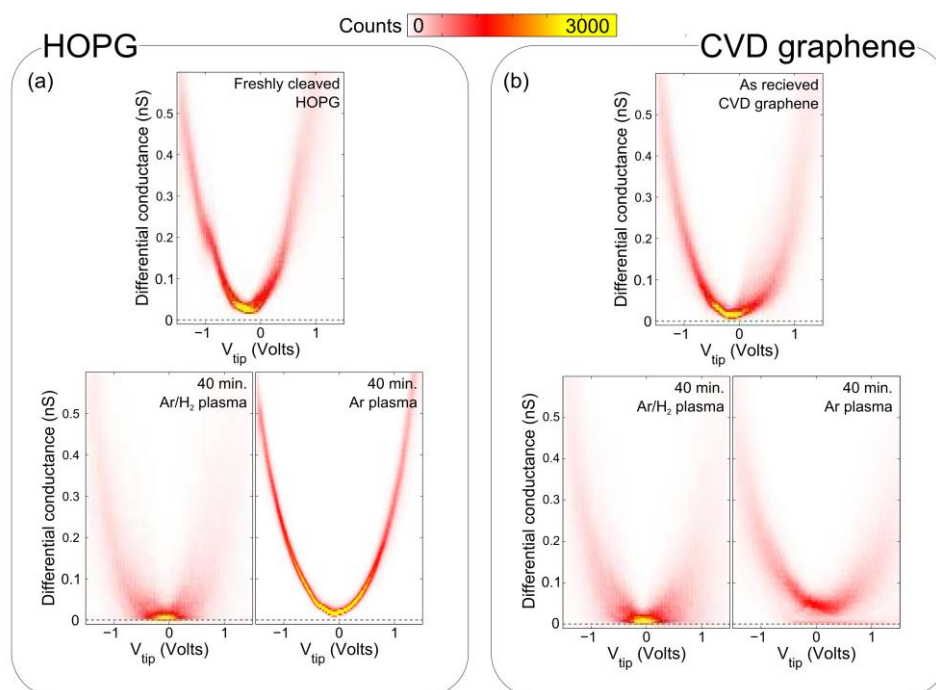 Counts 0 3000
HOPG
(a)
Freshly cleaved
HOPG
Differential conductance (nS)
0.5
0.4
0.3
0.2
0.1
0
−1 0 1
V_tip (Volts)
40 min.
Ar/H₂ plasma
40 min.
Ar plasma
Differential conductance (nS)
0.5
0.4
0.3
0.2
0.1
0
−1 0 1
−1 0 1
V_tip (Volts)
V_tip (Volts)
CVD graphene
(b)
As recieved
CVD graphene
Differential conductance (nS)
0.5
0.4
0.3
0.2
0.1
0
−1 0 1
V_tip (Volts)
40 min.
Ar/H₂ plasma
40 min.
Ar plasma
Differential conductance (nS)
0.5
0.4
0.3
0.2
0.1
0
−1 0 1
−1 0 1
V_tip (Volts)
V_tip (Volts)